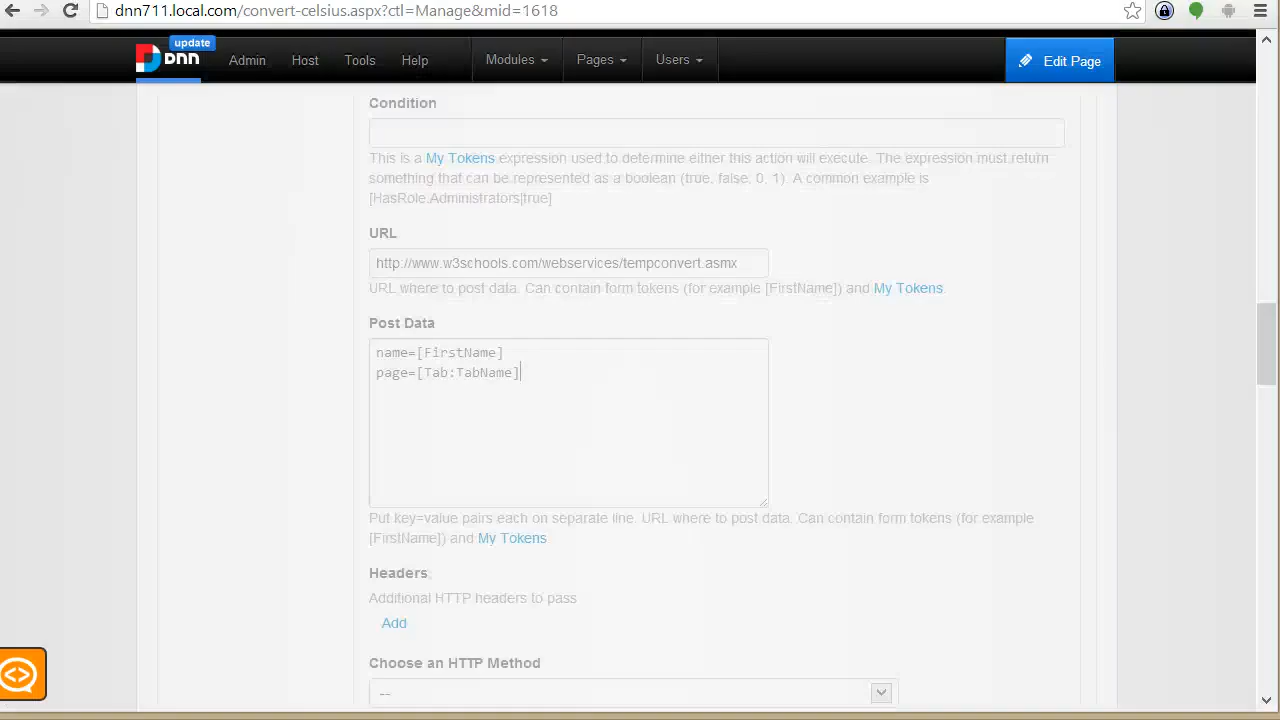 dnn711.local.com/convert-celsius.aspx?ctl=Manage&mid=1618
update
DNN
Admin Host Tools Help Modules Pages Users Edit Page
Condition
This is a My Tokens expression used to determine either this action will execute. The expression must return
something that can be represented as a boolean (true, false, 0, 1). A common example is
[HasRole.Administrators|true]
URL
http://www.w3schools.com/webservices/tempconvert.asmx
URL where to post data. Can contain form tokens (for example [FirstName]) and My Tokens.
Post Data
name=[FirstName]
page=[Tab:TabName]
Put key=value pairs each on separate line. URL where to post data. Can contain form tokens (for example
[FirstName]) and My Tokens.
Headers
Additional HTTP headers to pass
Add
Choose an HTTP Method
--